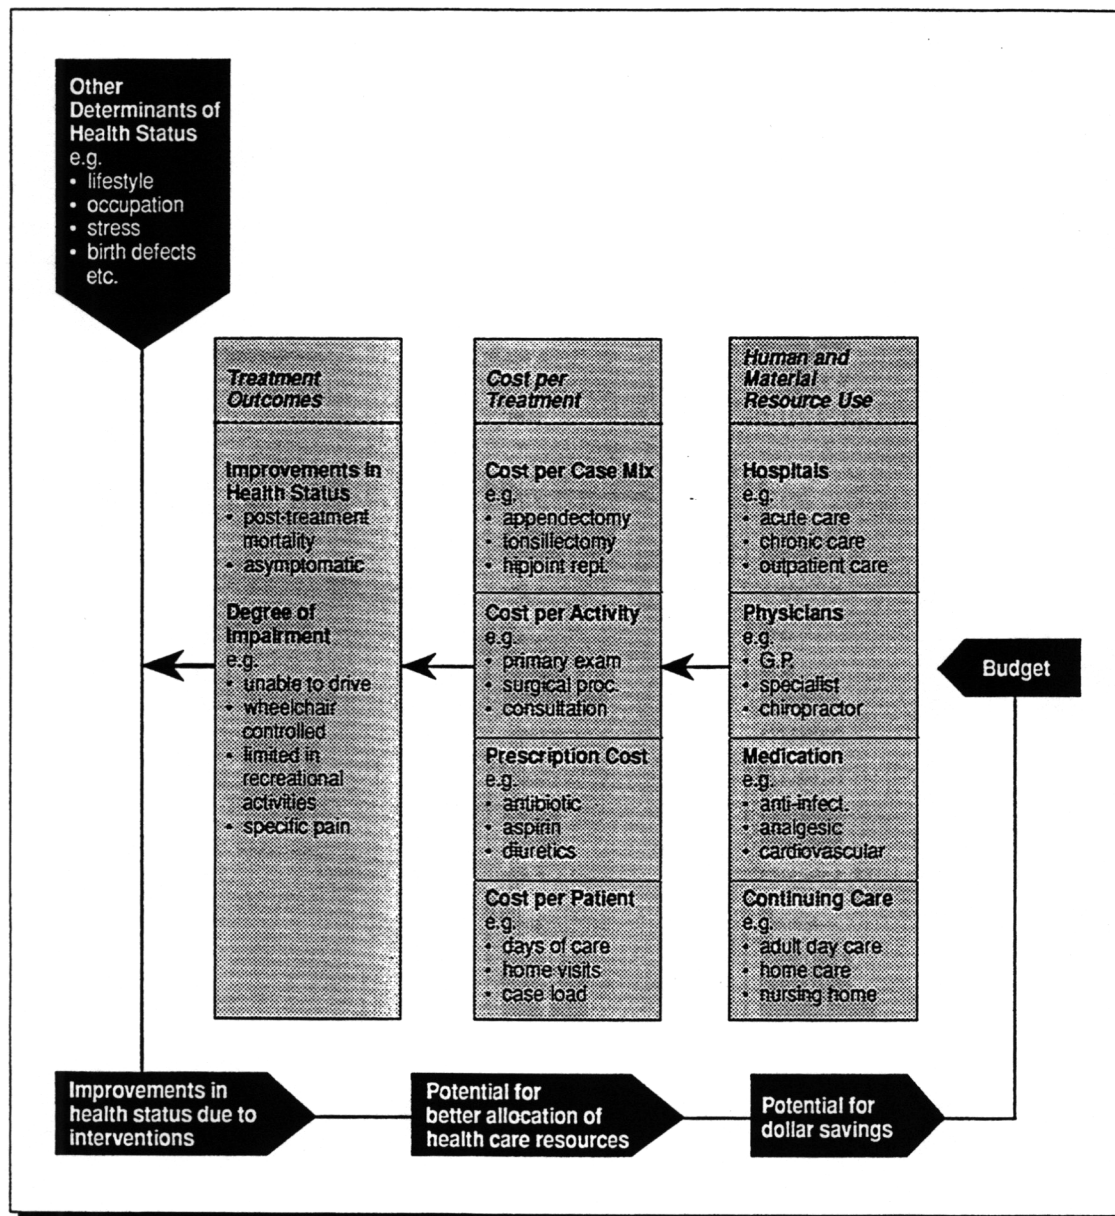 Other
Determinants of
Health Status
e.g.
• lifestyle
• occupation
• stress
• birth defects
etc.
Treatment
Outcomes
Improvements in
Health Status
• post-treatment
mortality
• asymptomatic
Degree of
Impairment
e.g.
• unable to drive
• wheelchair
controlled
• limited in
recreational
activities
• specific pain
Cost per
Treatment
Cost per Case Mix
e.g.
• appendectomy
• tonsillectomy
• hipjoint repl.
Cost per Activity
e.g.
• primary exam
• surgical proc.
• consultation
Prescription Cost
e.g.
• antibiotic
• aspirin
• diuretics
Cost per Patient
e.g.
• days of care
• home visits
• case load
Human and
Material
Resource Use
Hospitals
e.g.
• acute care
• chronic care
• outpatient care
Physicians
e.g.
• G.P.
• specialist
• chiropractor
Medication
e.g.
• anti-infect.
• analgesic
• cardiovascular
Continuing Care
e.g.
• adult day care
• home care
• nursing home
Budget
Improvements in
health status due to
interventions
Potential for
better allocation of
health care resources
Potential for
dollar savings